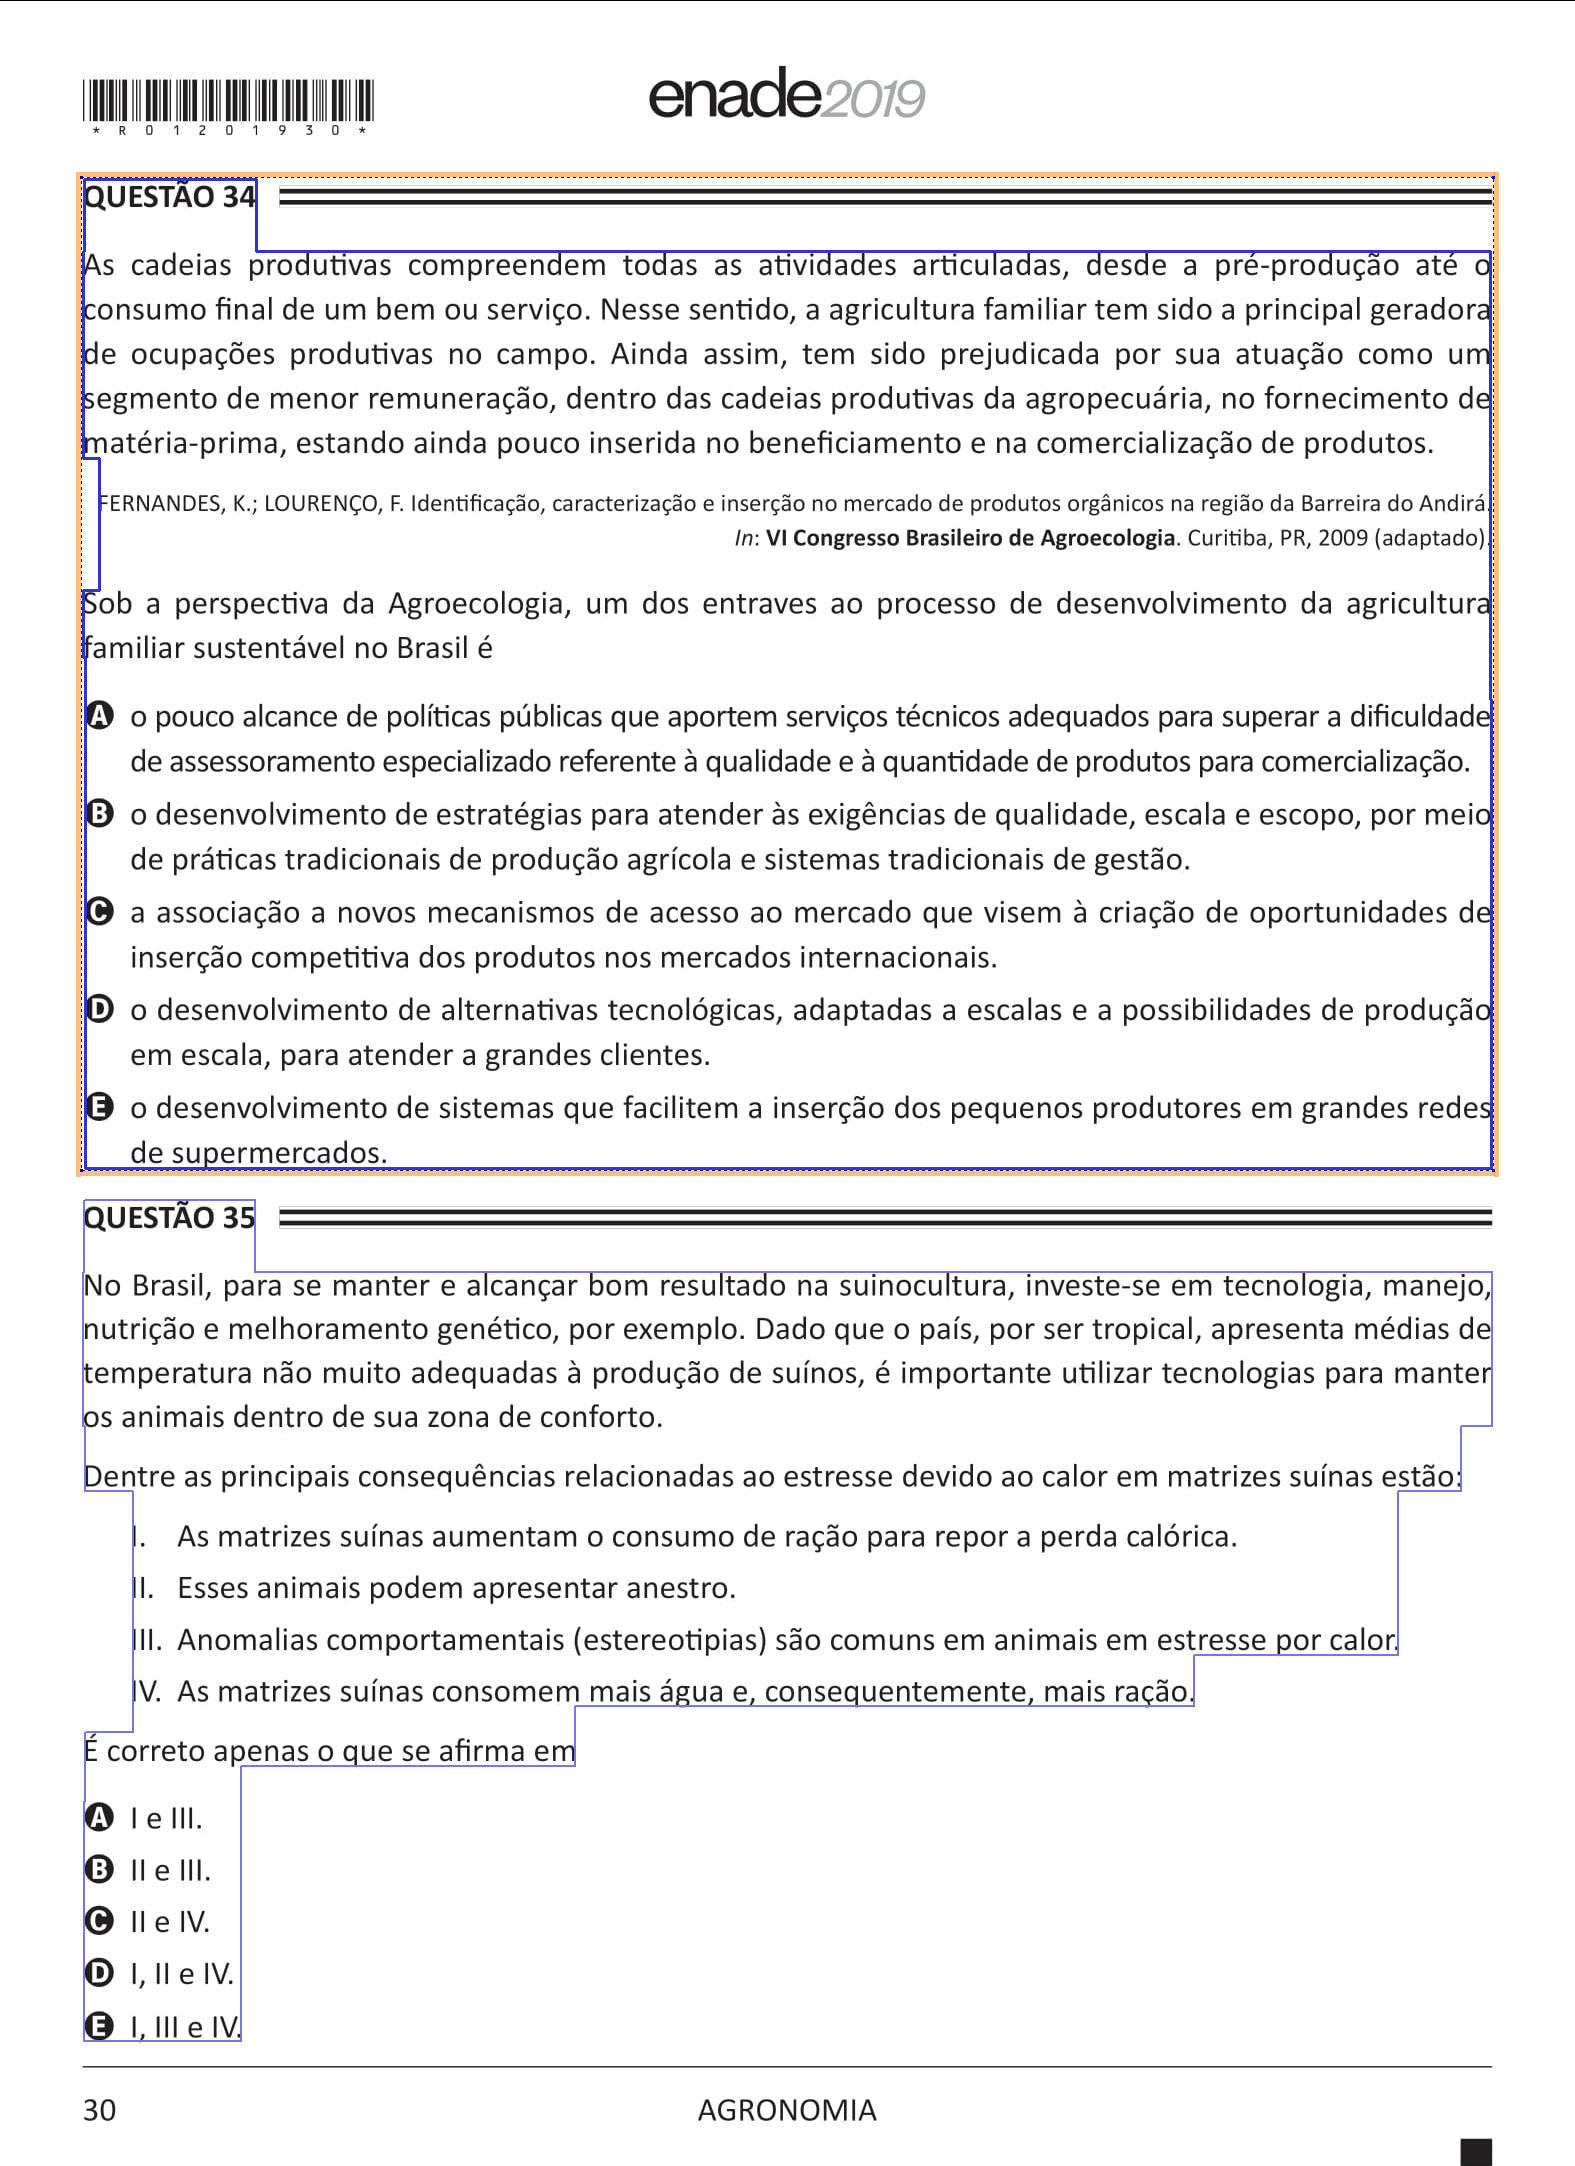 *R01201930*
enade2019
QUESTÃO 34
As cadeias produtivas compreendem todas as atividades articuladas, desde a pré-produção até o
consumo final de um bem ou serviço. Nesse sentido, a agricultura familiar tem sido a principal geradora
de ocupações produtivas no campo. Ainda assim, tem sido prejudicada por sua atuação como um
segmento de menor remuneração, dentro das cadeias produtivas da agropecuária, no fornecimento de
matéria-prima, estando ainda pouco inserida no beneficiamento e na comercialização de produtos.
FERNANDES, K.; LOURENÇO, F. Identificação, caracterização e inserção no mercado de produtos orgânicos na região da Barreira do Andirá.
In: VI Congresso Brasileiro de Agroecologia. Curitiba, PR, 2009 (adaptado).
Sob a perspectiva da Agroecologia, um dos entraves ao processo de desenvolvimento da agricultura
familiar sustentável no Brasil é
A o pouco alcance de políticas públicas que aportem serviços técnicos adequados para superar a dificuldade
de assessoramento especializado referente à qualidade e à quantidade de produtos para comercialização.
B o desenvolvimento de estratégias para atender às exigências de qualidade, escala e escopo, por meio
de práticas tradicionais de produção agrícola e sistemas tradicionais de gestão.
C a associação a novos mecanismos de acesso ao mercado que visem à criação de oportunidades de
inserção competitiva dos produtos nos mercados internacionais.
D o desenvolvimento de alternativas tecnológicas, adaptadas a escalas e a possibilidades de produção
em escala, para atender a grandes clientes.
E o desenvolvimento de sistemas que facilitem a inserção dos pequenos produtores em grandes redes
de supermercados.
QUESTÃO 35
No Brasil, para se manter e alcançar bom resultado na suinocultura, investe-se em tecnologia, manejo,
nutrição e melhoramento genético, por exemplo. Dado que o país, por ser tropical, apresenta médias de
temperatura não muito adequadas à produção de suínos, é importante utilizar tecnologias para manter
os animais dentro de sua zona de conforto.
Dentre as principais consequências relacionadas ao estresse devido ao calor em matrizes suínas estão:
I. As matrizes suínas aumentam o consumo de ração para repor a perda calórica.
II. Esses animais podem apresentar anestro.
III. Anomalias comportamentais (estereotipias) são comuns em animais em estresse por calor.
IV. As matrizes suínas consomem mais água e, consequentemente, mais ração.
É correto apenas o que se afirma em
A I e III.
B II e III.
C II e IV.
D I, II e IV.
E I, III e IV.
30
AGRONOMIA